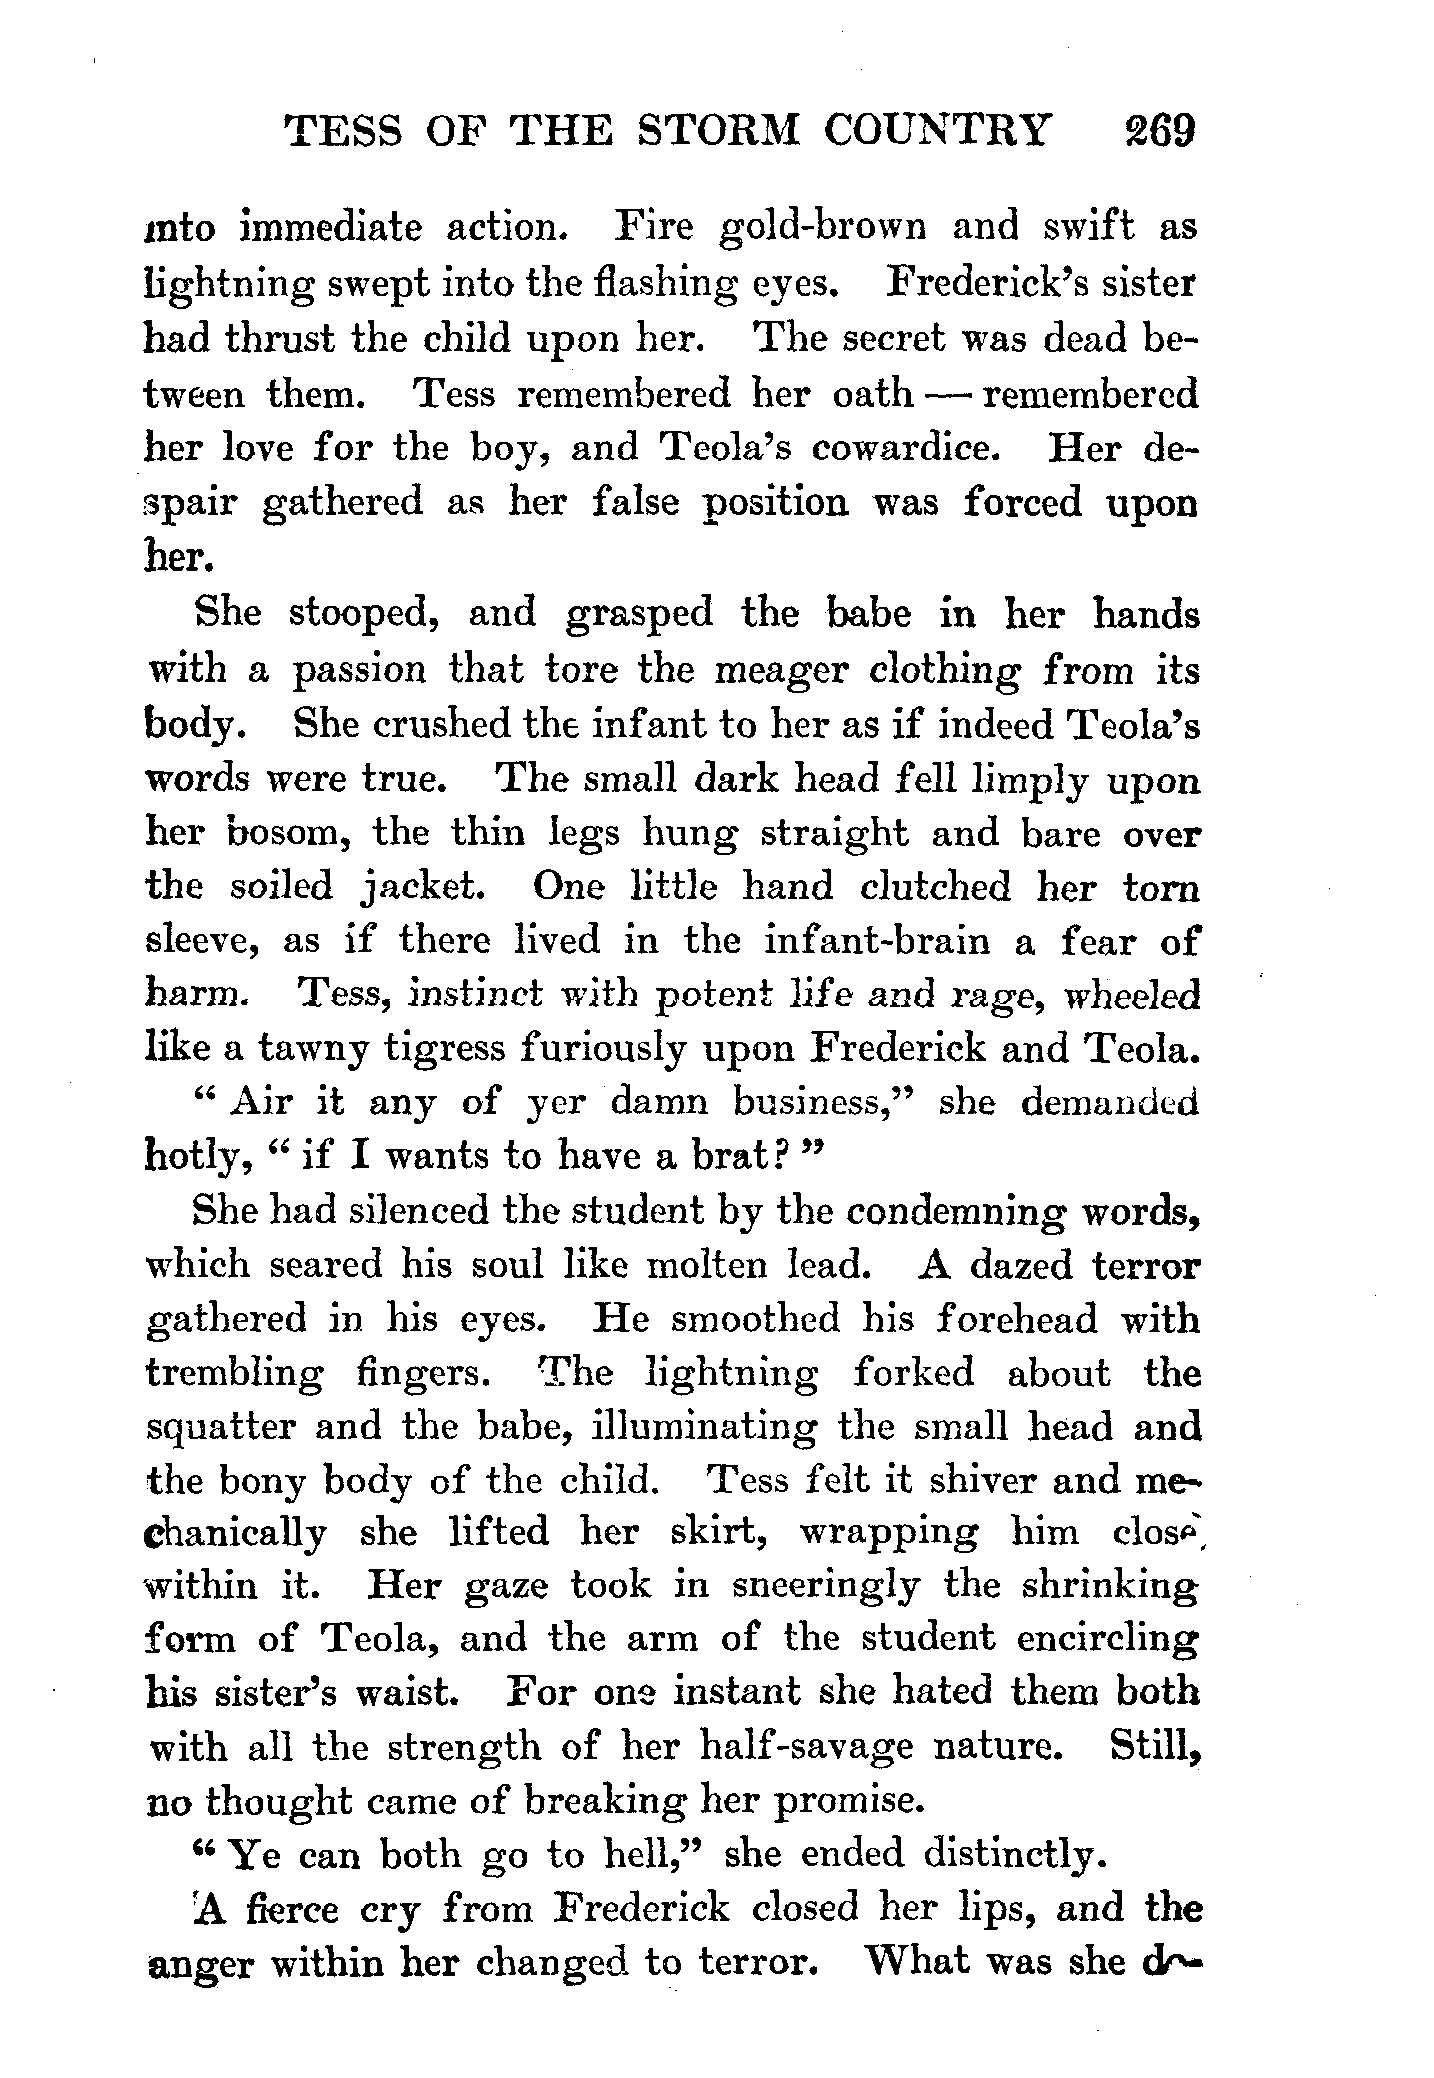 TESS OF THE STORM COUNTRY 269
into immediate action. Fire gold-brown and swift as
lightning swept into the flashing eyes. Frederick's sister
had thrust the child upon her. The secret was dead be-
tween them. Tess remembered her oath — remembered
her love for the boy, and Teola's cowardice. Her de-
spair gathered as her false position was forced upon
her.
She stooped, and grasped the babe in her hands
with a passion that tore the meager clothing from its
body. She crushed the infant to her as if indeed Teola's
words were true. The small dark head fell limply upon
her bosom, the thin legs hung straight and bare over
the soiled jacket. One little hand clutched her torn
sleeve, as if there lived in the infant-brain a fear of
harm. Tess, instinct with potent life and rage, wheeled
like a tawny tigress furiously upon Frederick and Teola.
" Air it any of yer damn business," she demanded
hotly, " if I wants to have a brat? "
She had silenced the student by the condemning words,
which seared his soul like molten lead. A dazed terror
gathered in his eyes. He smoothed his forehead with
trembling fingers. The lightning forked about the
squatter and the babe, illuminating the small head and
the bony body of the child. Tess felt it shiver and me-
chanically she lifted her skirt, wrapping him close
within it. Her gaze took in sneeringly the shrinking
form of Teola, and the arm of the student encircling
his sister's waist. For one instant she hated them both
with all the strength of her half-savage nature. Still,
no thought came of breaking her promise.
" Ye can both go to hell," she ended distinctly.
A fierce cry from Frederick closed her lips, and the
anger within her changed to terror. What was she do-